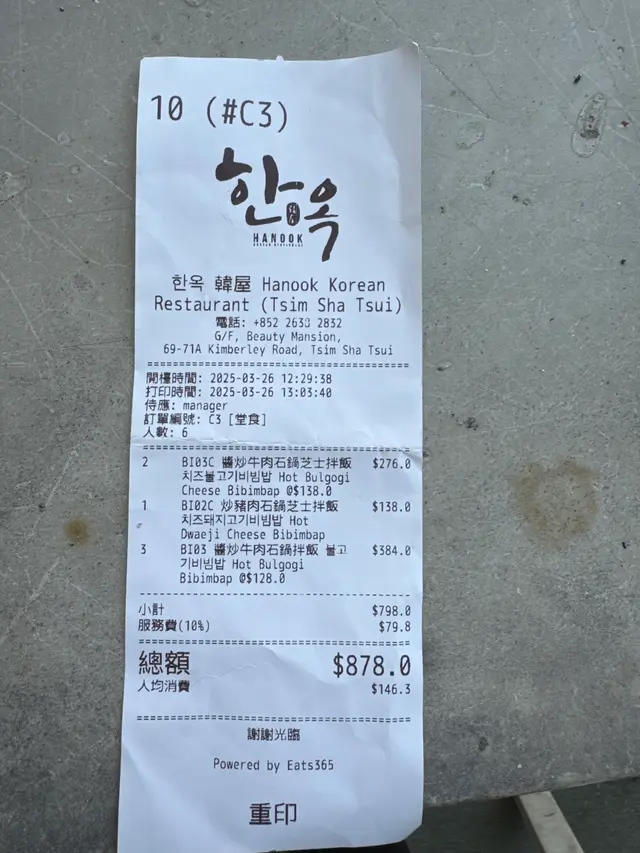 10 (#C3)
한옥
HANOOK
한옥 韓屋 Hanook Korean
Restaurant (Tsim Sha Tsui)
電話: +852 2630 2832
G/F, Beauty Mansion,
69-71A Kimberley Road, Tsim Sha Tsui
開檯時間: 2025-03-26 12:29:38
打印時間: 2025-03-26 13:03:40
侍應: manager
訂單編號: C3 [堂食]
人數: 6
2 BI03C 醬炒牛肉石鍋芝士拌飯 $276.0
치즈불고기비빔밥 Hot Bulgogi
Cheese Bibimbap @$138.0
1 BI02C 炒豬肉石鍋芝士拌飯 $138.0
치즈돼지고기비빔밥 Hot
Dwaeji Cheese Bibimbap
3 BI03 醬炒牛肉石鍋拌飯 불고 $384.0
기비빔밥 Hot Bulgogi
Bibimbap @$128.0
小計 $798.0
服務費(10%) $79.8
總額 $878.0
人均消費 $146.3
謝謝光臨
Powered by Eats365
重印